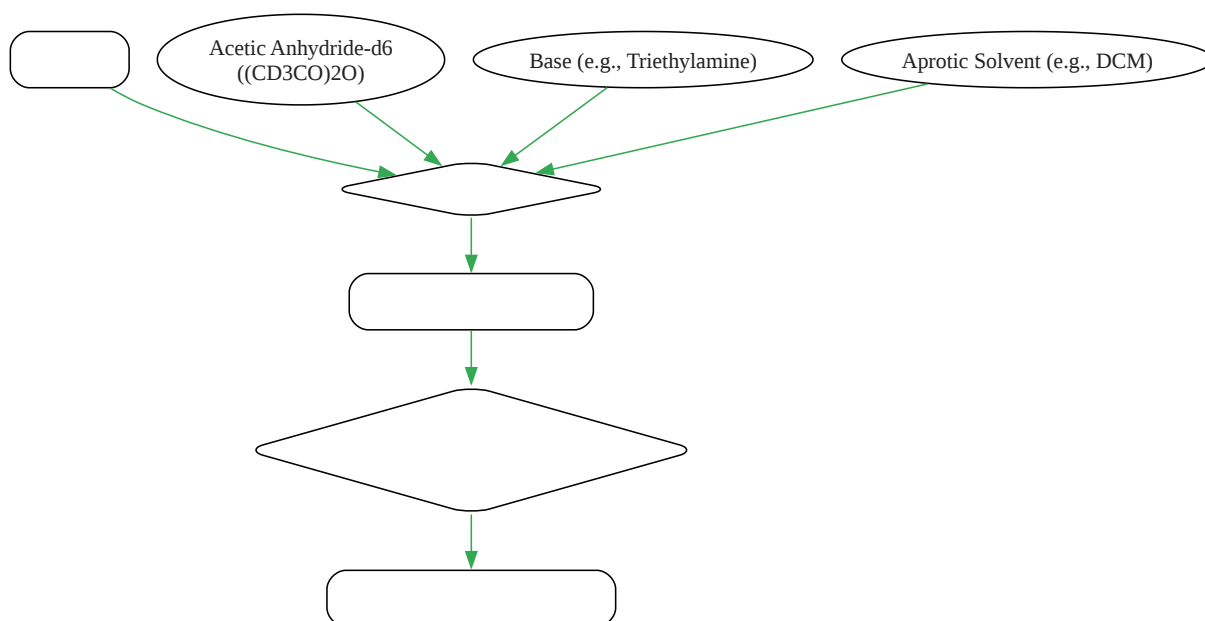 Acetic Anhydride-d6
((CD3CO)2O)
Base (e.g., Triethylamine)
Aprotic Solvent (e.g., DCM)